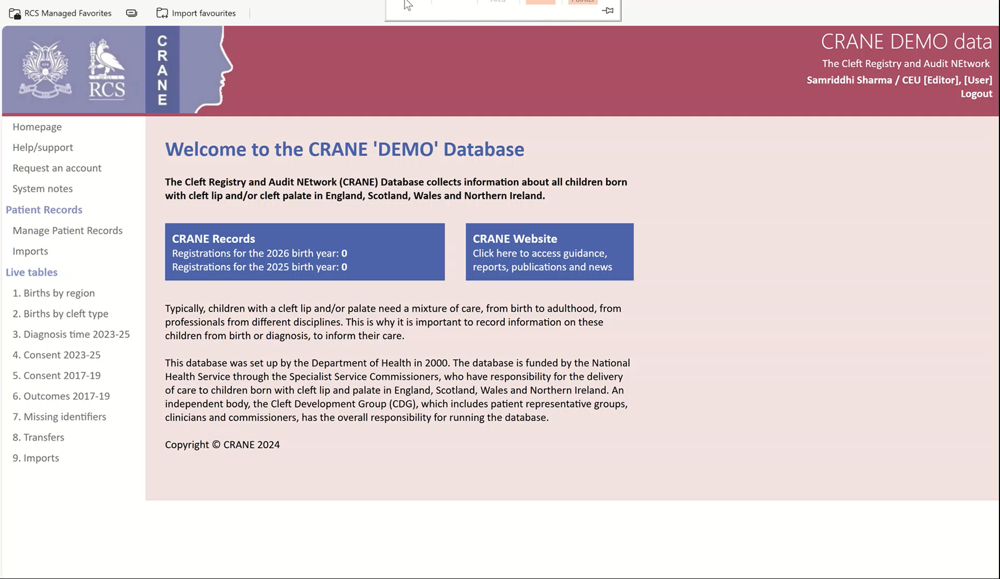 RCS Managed Favorites
Import favourites
Area
Pointer
RCS
C
R
A
N
E
CRANE DEMO data
The Cleft Registry and Audit NEtwork
Samriddhi Sharma / CEU [Editor], [User]
Logout
Homepage
Help/support
Request an account
System notes
Patient Records
Manage Patient Records
Imports
Live tables
1. Births by region
2. Births by cleft type
3. Diagnosis time 2023-25
4. Consent 2023-25
5. Consent 2017-19
6. Outcomes 2017-19
7. Missing identifiers
8. Transfers
9. Imports
Welcome to the CRANE 'DEMO' Database
The Cleft Registry and Audit NEtwork (CRANE) Database collects information about all children born
with cleft lip and/or cleft palate in England, Scotland, Wales and Northern Ireland.
CRANE Records
Registrations for the 2026 birth year: 0
Registrations for the 2025 birth year: 0
CRANE Website
Click here to access guidance,
reports, publications and news
Typically, children with a cleft lip and/or palate need a mixture of care, from birth to adulthood, from
professionals from different disciplines. This is why it is important to record information on these
children from birth or diagnosis, to inform their care.
This database was set up by the Department of Health in 2000. The database is funded by the National
Health Service through the Specialist Service Commissioners, who have responsibility for the delivery
of care to children born with cleft lip and palate in England, Scotland, Wales and Northern Ireland. An
independent body, the Cleft Development Group (CDG), which includes patient representative groups,
clinicians and commissioners, has the overall responsibility for running the database.
Copyright © CRANE 2024